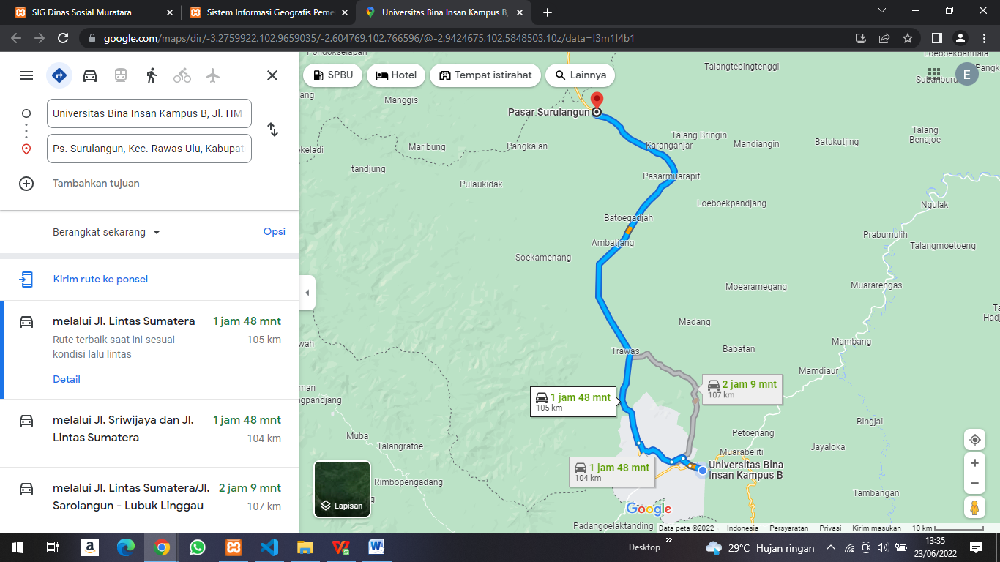 SIG Dinas Sosial Muratara
Sistem Informasi Geografis Peme
Universitas Bina Insan Kampus B,
google.com/maps/dir/-3.2759922,102.9659035/-2.604769,102.766596/@-2.9424675,102.5848503,10z/data=!3m1!4b1
Universitas Bina Insan Kampus B, Jl. HM
Ps. Surulangun, Kec. Rawas Ulu, Kabupat
Tambahkan tujuan
Berangkat sekarang
Opsi
Kirim rute ke ponsel
melalui Jl. Lintas Sumatera
1 jam 48 mnt
Rute terbaik saat ini sesuai
105 km
kondisi lalu lintas
Detail
melalui Jl. Sriwijaya dan Jl.
1 jam 48 mnt
Lintas Sumatera
104 km
melalui Jl. Lintas Sumatera/Jl.
2 jam 9 mnt
Sarolangun - Lubuk Linggau
107 km
SPBU
Hotel
Tempat istirahat
Lainnya
E
Talangtebingtenggi
Manggis
Pasar Surulangun
Talang Bringin
Karanganjar
Mandiangin
Batukutjing
Talang
Benajoe
Maribung
Pangkalan
ekeladi
tandjung
Pulaukidak
Pasarmuarapit
Loeboekpandjang
Ngulak
Batoegadjah
Ambatjang
Prabumulih
Talangmoetoeng
Soekamenang
Moearamegang
Muararengas
Madang
Mambang
Trawas
Babatan
Mamdiaur
1 jam 48 mnt
105 km
2 jam 9 mnt
107 km
ngpandjang
Bingjai
Petoenang
Muba
Talangratoe
Muarabeliti
Jayaloka
Universitas Bina
Insan Kampus B
1 jam 48 mnt
104 km
Rimbopengadang
Tambangan
Lapisan
Google
Padangoelaktanding
Data peta ©2022
Indonesia
Persyaratan
Privasi
Kirim masukan
10 km
Desktop
29°C
Hujan ringan
13:35
23/06/2022